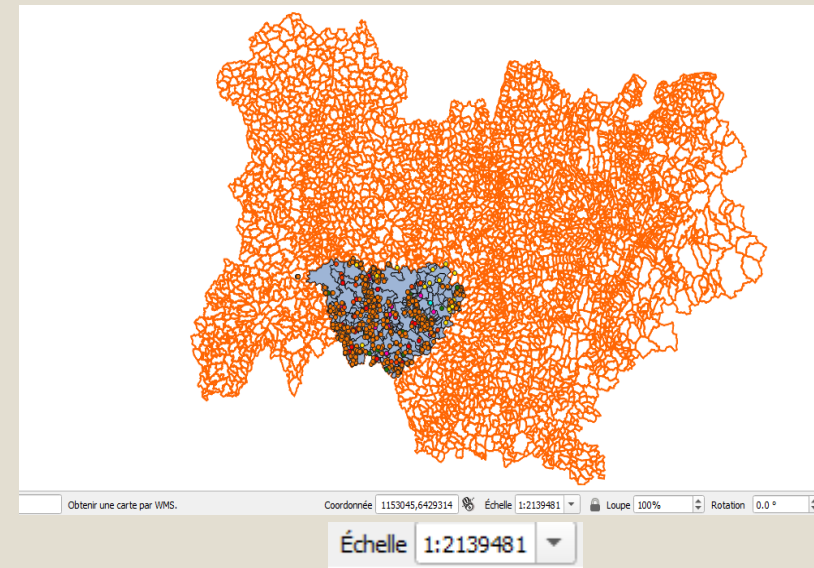 Obtenir une carte par WMS. Coordonnée 1153045,6429314 Échelle 1:2139481 Loupe 100% Rotation 0.0 °
Échelle 1:2139481